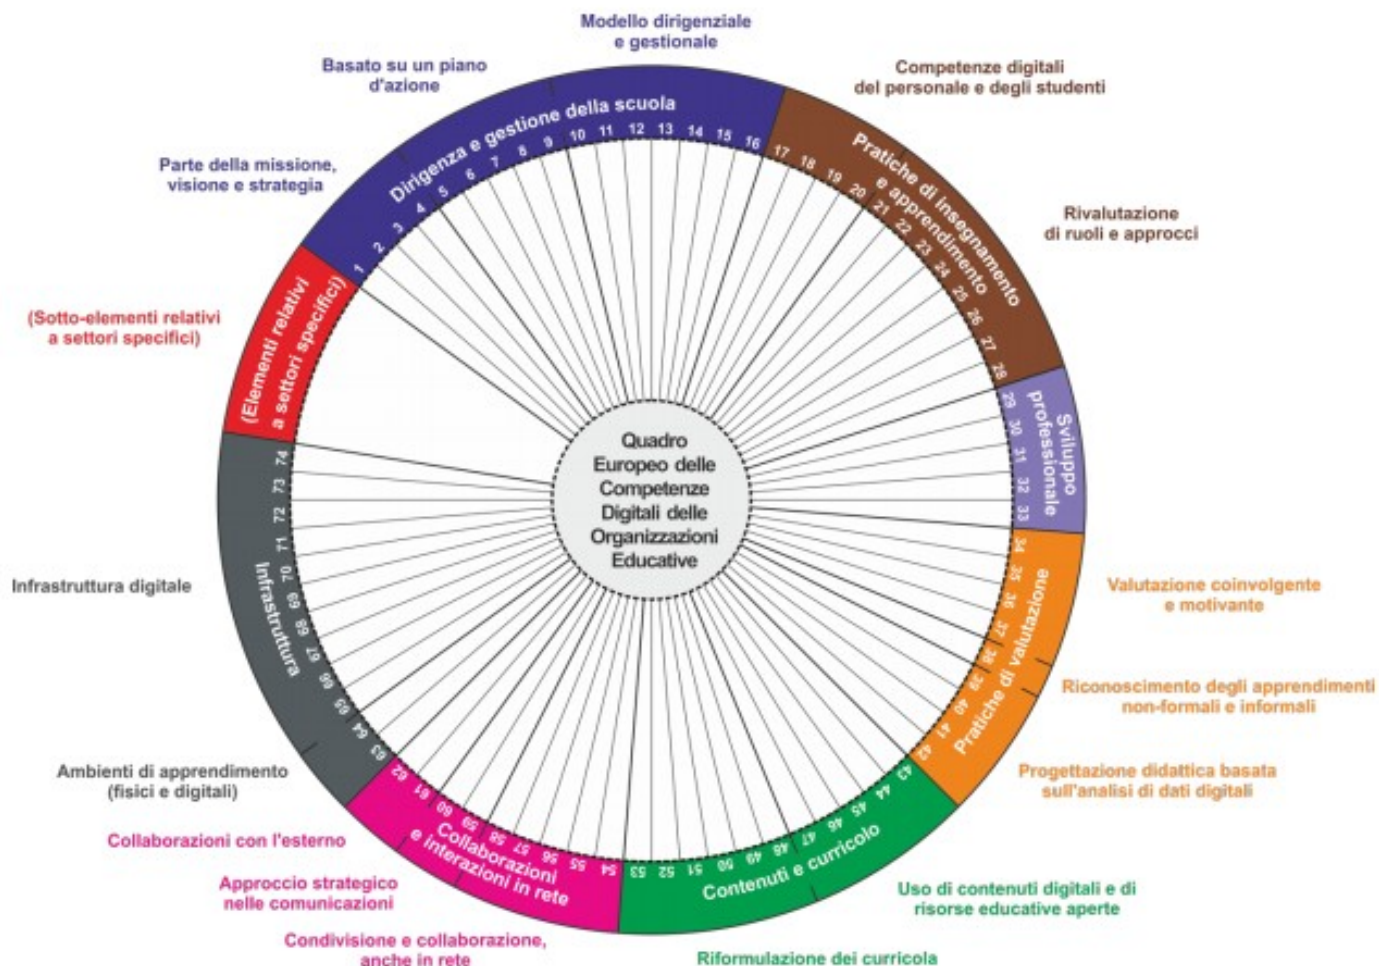 Modello dirigenziale
e gestionale
Basato su un piano
d'azione
Competenze digitali
del personale e degli studenti
Parte della missione,
visione e strategia
Rivalutazione
di ruoli e approcci
(Sotto-elementi relativi
a settori specifici)
Dirigenza e gestione della scuola
1 2 3 4 5 6 7 8 9 10 11 12 13 14 15 16
Pratiche di insegnamento
e apprendimento
17 18 19 20 21 22 23 24 25 26 27 28
Sviluppo
professionale
29 30 31 32 33
Pratiche di valutazione
34 35 36 37 38 39 40 41 42
Contenuti e curricolo
43 44 45 46 47 48 49 50 51 52 53
Collaborazioni
e interazioni in rete
54 55 56 57 58 59 60 61 62
Infrastruttura
63 64 65 66 67 68 69 70 71 72 73 74
(Elementi relativi
a settori specifici)
Quadro
Europeo delle
Competenze
Digitali delle
Organizzazioni
Educative
Infrastruttura digitale
Valutazione coinvolgente
e motivante
Riconoscimento degli apprendimenti
non-formali e informali
Ambienti di apprendimento
(fisici e digitali)
Progettazione didattica basata
sull'analisi di dati digitali
Collaborazioni con l'esterno
Approccio strategico
nelle comunicazioni
Uso di contenuti digitali e di
risorse educative aperte
Condivisione e collaborazione,
anche in rete
Riformulazione dei curricola